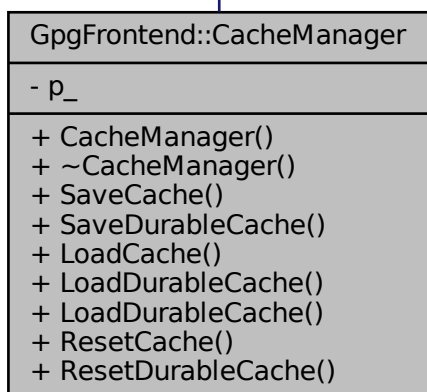 GpgFrontend::CacheManager
- p_
+ CacheManager()
+ ~CacheManager()
+ SaveCache()
+ SaveDurableCache()
+ LoadCache()
+ LoadDurableCache()
+ LoadDurableCache()
+ ResetCache()
+ ResetDurableCache()